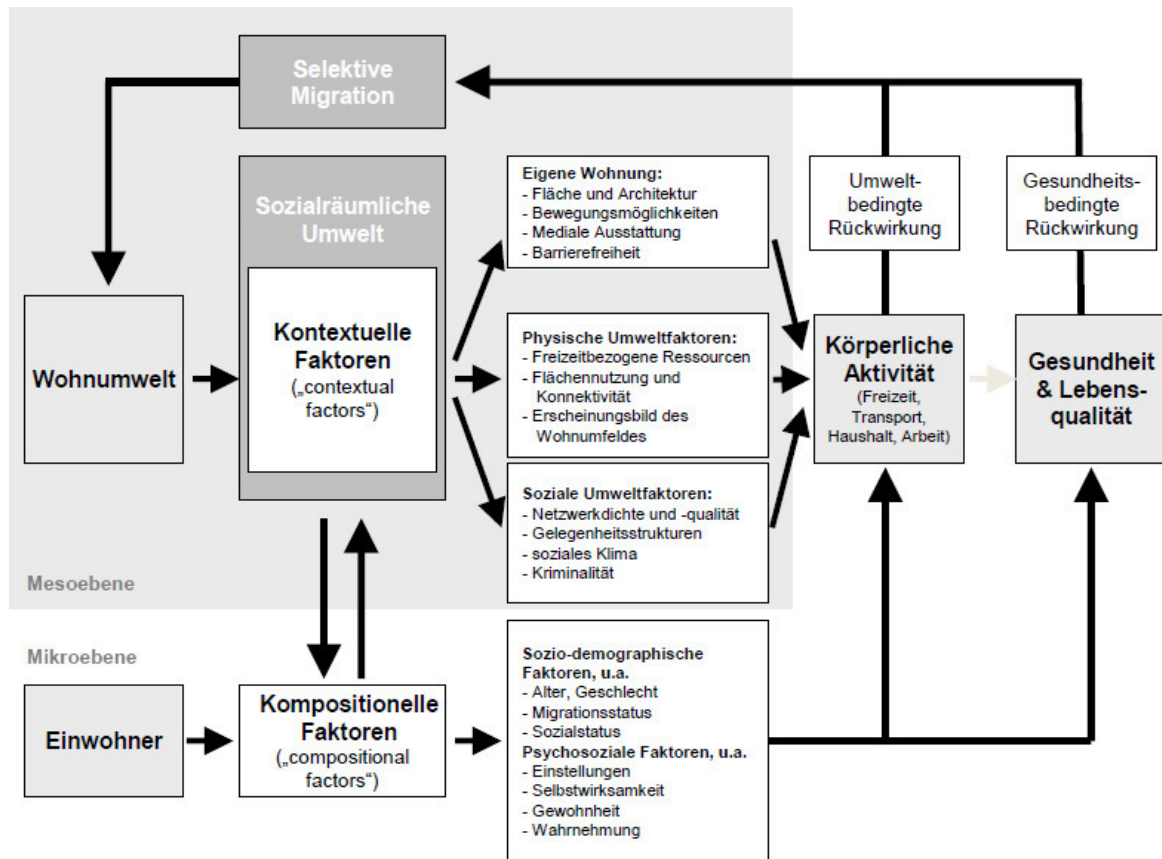 Selektive
Migration
Sozialräumliche
Umwelt
Kontextuelle
Faktoren
(„contextual
factors“)
Wohnumwelt
Eigene Wohnung:
- Fläche und Architektur
- Bewegungsmöglichkeiten
- Mediale Ausstattung
- Barrierefreiheit
Physische Umweltfaktoren:
- Freizeitbezogene Ressourcen
- Flächennutzung und
Konnektivität
- Erscheinungsbild des
Wohnumfeldes
Soziale Umweltfaktoren:
- Netzwerkdichte und -qualität
- Gelegenheitsstrukturen
- soziales Klima
- Kriminalität
Umwelt-
bedingte
Rückwirkung
Gesundheits-
bedingte
Rückwirkung
Körperliche
Aktivität
(Freizeit,
Transport,
Haushalt, Arbeit)
Gesundheit
& Lebens-
qualität
Mesoebene
Mikroebene
Einwohner
Kompositionelle
Faktoren
(„compositional
factors“)
Sozio-demographische
Faktoren, u.a.
- Alter, Geschlecht
- Migrationsstatus
- Sozialstatus
Psychosoziale Faktoren, u.a.
- Einstellungen
- Selbstwirksamkeit
- Gewohnheit
- Wahrnehmung